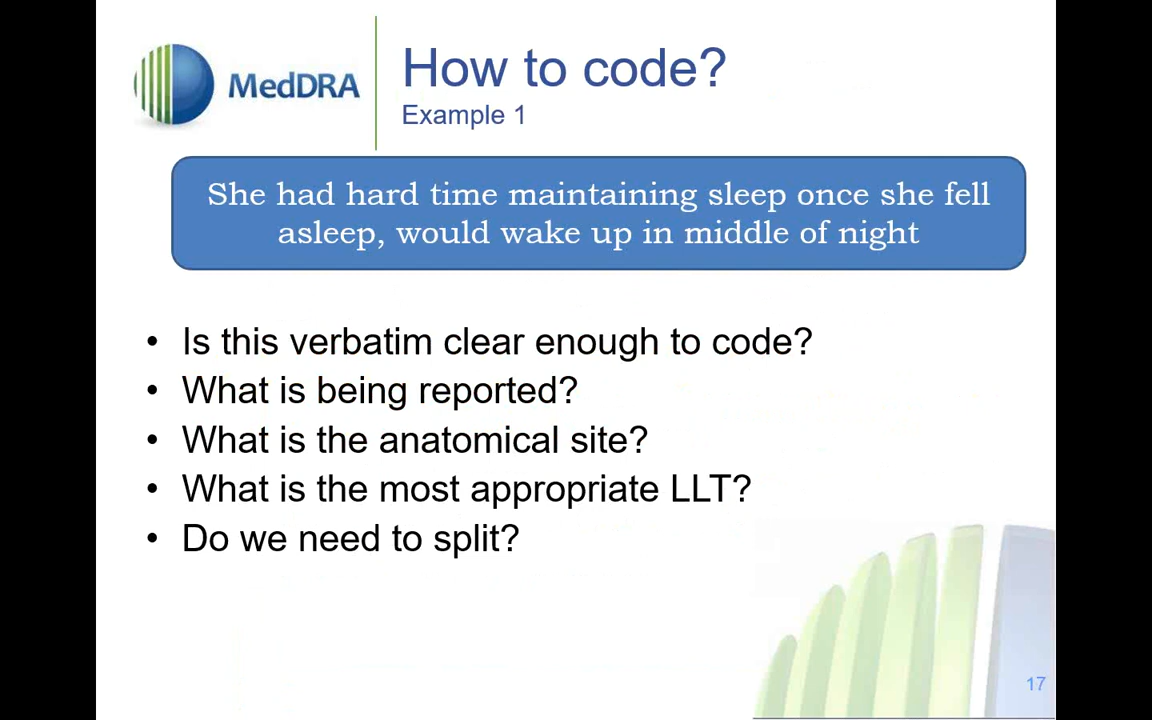 MedDRA
How to code?
Example 1
She had hard time maintaining sleep once she fell
asleep, would wake up in middle of night
• Is this verbatim clear enough to code?
• What is being reported?
• What is the anatomical site?
• What is the most appropriate LLT?
• Do we need to split?
17